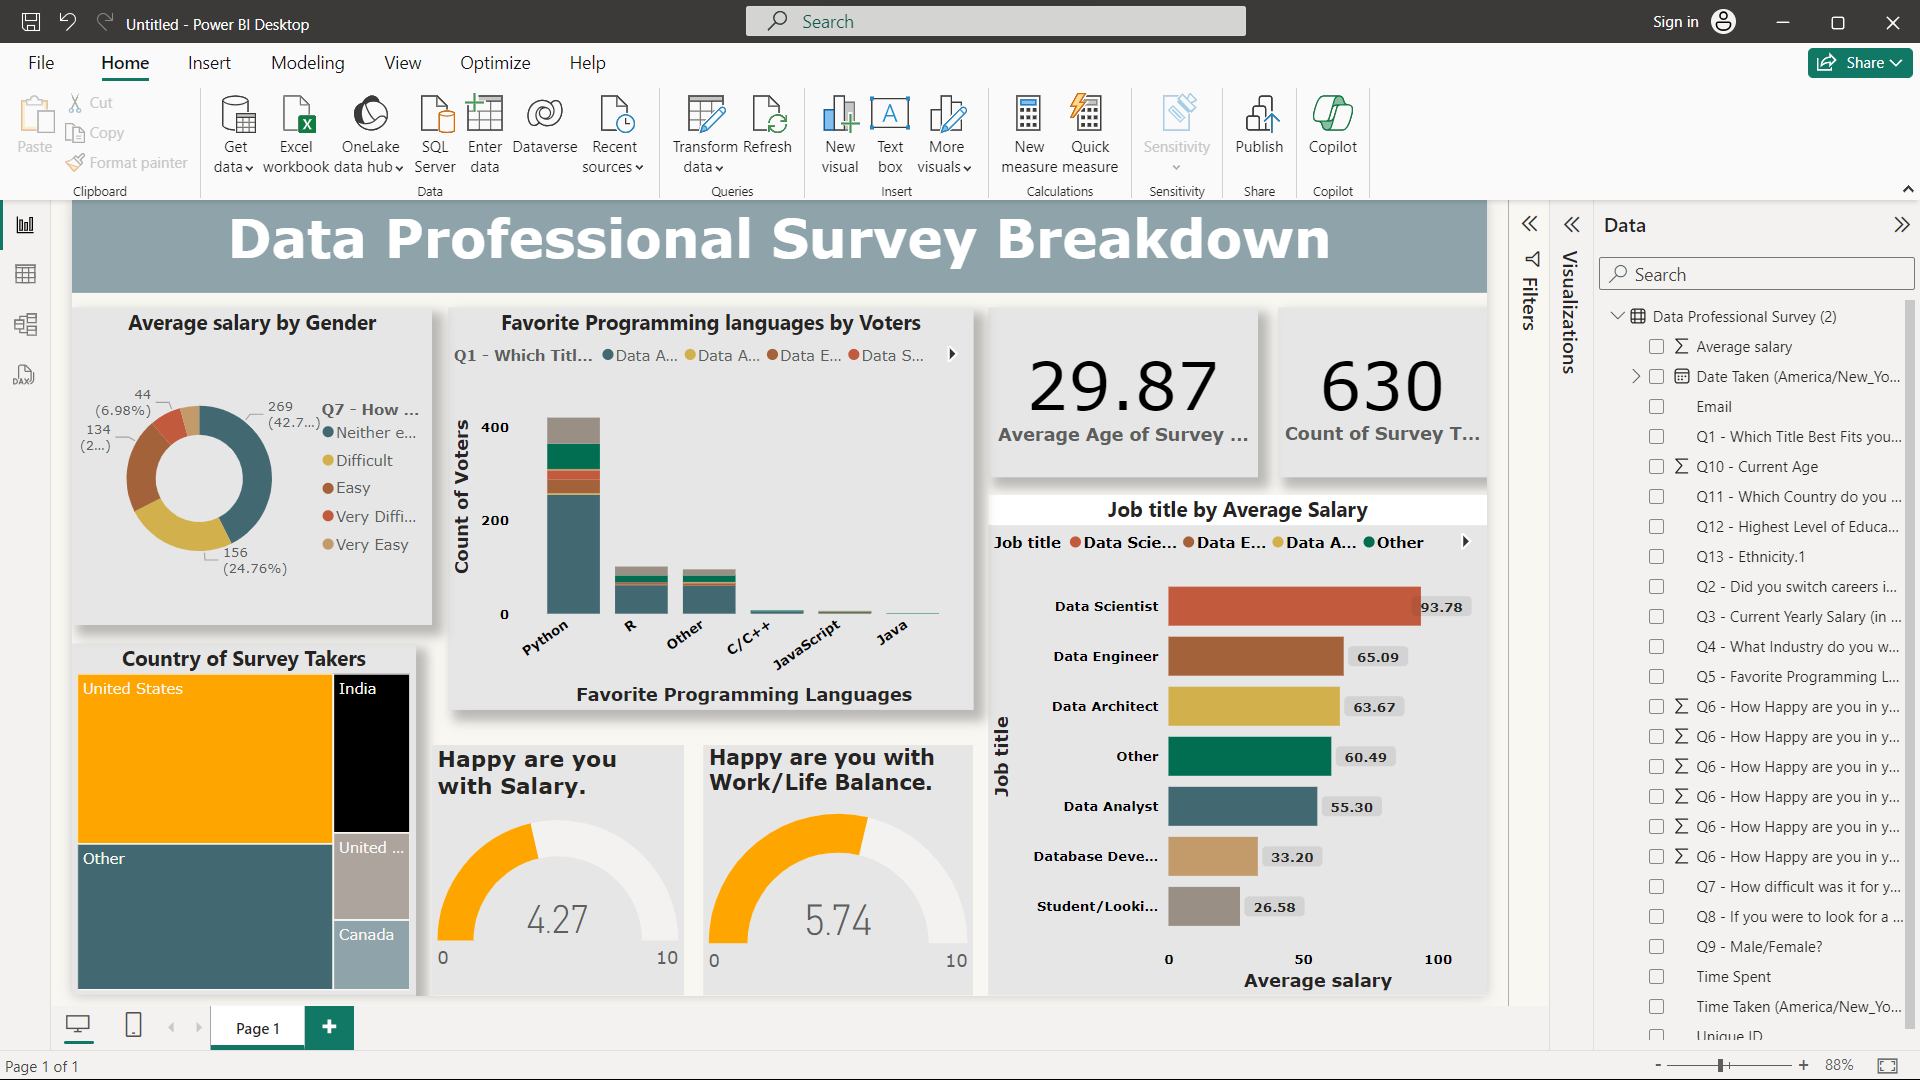 Untitled - Power BI Desktop
Search
Sign in
File
Home
Insert
Modeling
View
Optimize
Help
Share
Paste
Cut
Copy
Format painter
Clipboard
Get data
Excel workbook
OneLake data hub
SQL Server
Enter data
Dataverse
Recent sources
Data
Transform data
Refresh
Queries
New visual
Text box
More visuals
Insert
New measure
Quick measure
Calculations
Sensitivity
Sensitivity
Publish
Share
Copilot
Copilot
Data Professional Survey Breakdown
Average salary by Gender
44
(6.98%)
134
(2...)
269
(42.7...)
156
(24.76%)
Q7 - How ...
Neither e...
Difficult
Easy
Very Diffi...
Very Easy
Favorite Programming languages by Voters
Q1 - Which Titl...
Data A...
Data A...
Data E...
Data S...
Count of Voters
400
200
0
Python
R
Other
C/C++
JavaScript
Java
Favorite Programming Languages
29.87
Average Age of Survey ...
630
Count of Survey T...
Country of Survey Takers
United States
India
Other
United ...
Canada
Happy are you
with Salary.
4.27
0
10
Happy are you with
Work/Life Balance.
5.74
0
10
Job title by Average Salary
Job title
Data Scie...
Data E...
Data A...
Other
Job title
Data Scientist
93.78
Data Engineer
65.09
Data Architect
63.67
Other
60.49
Data Analyst
55.30
Database Deve...
33.20
Student/Looki...
26.58
0
50
100
Average salary
Filters
Visualizations
Data
Search
Data Professional Survey (2)
Average salary
Date Taken (America/New_Yo...
Email
Q1 - Which Title Best Fits you...
Q10 - Current Age
Q11 - Which Country do you ...
Q12 - Highest Level of Educa...
Q13 - Ethnicity.1
Q2 - Did you switch careers i...
Q3 - Current Yearly Salary (in ...
Q4 - What Industry do you w...
Q5 - Favorite Programming L...
Q6 - How Happy are you in y...
Q6 - How Happy are you in y...
Q6 - How Happy are you in y...
Q6 - How Happy are you in y...
Q6 - How Happy are you in y...
Q6 - How Happy are you in y...
Q7 - How difficult was it for y...
Q8 - If you were to look for a ...
Q9 - Male/Female?
Time Spent
Time Taken (America/New_Yo...
Unique ID
Page 1
Page 1 of 1
88%